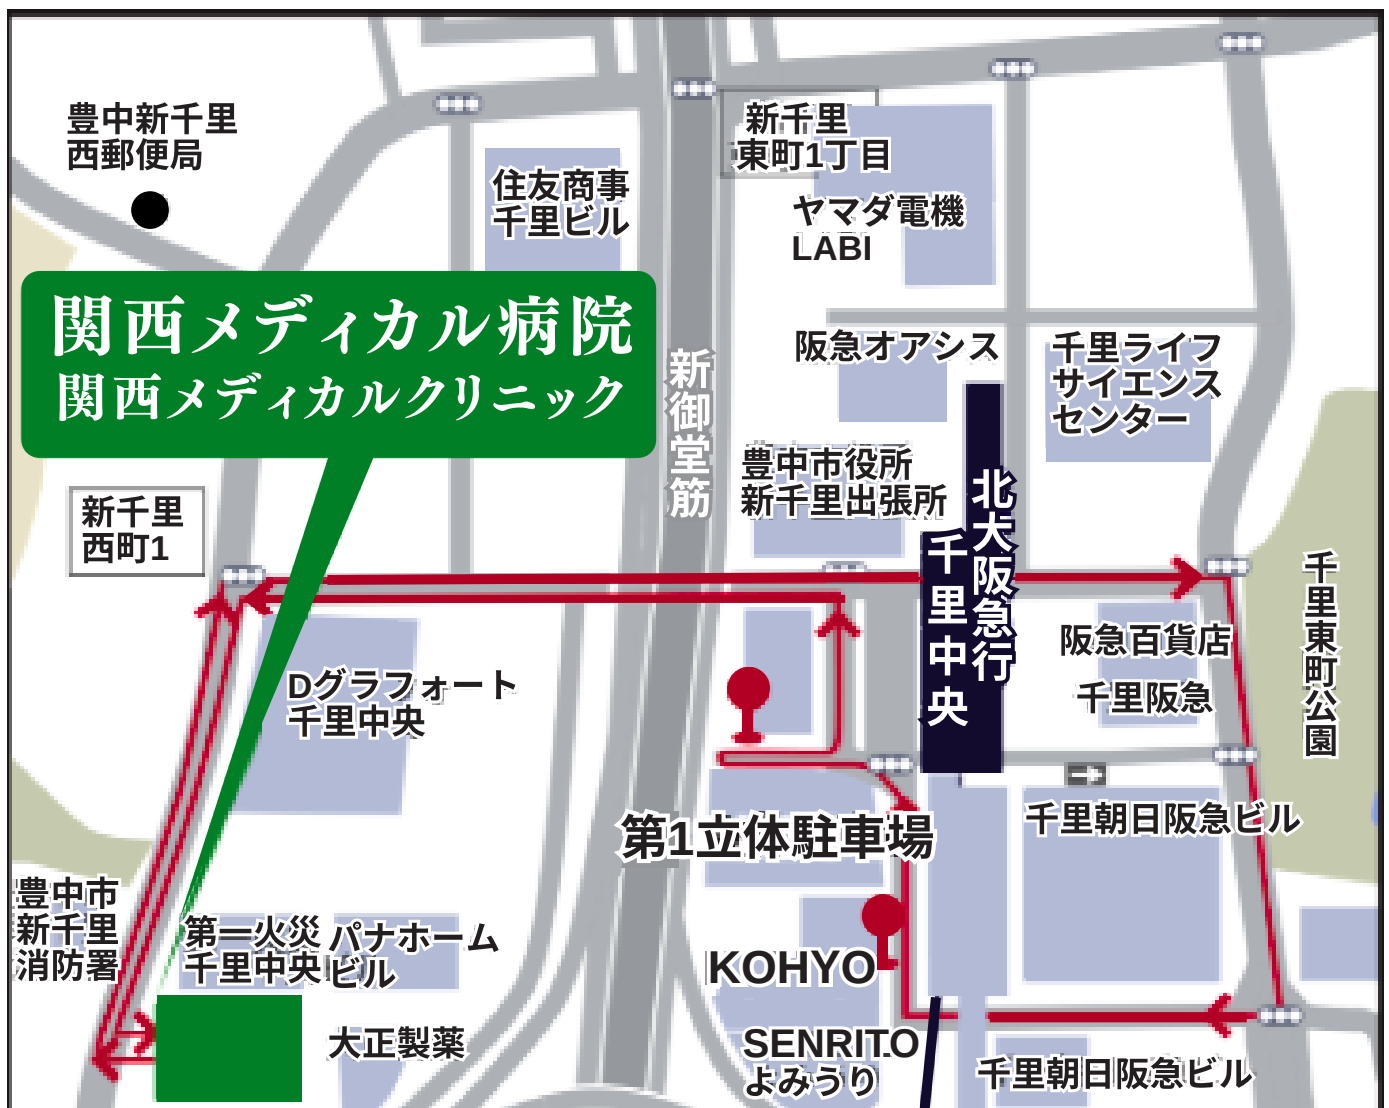 豊中新千里
西郵便局
新千里
東町1丁目
住友商事
千里ビル
ヤマダ電機
LABI
関西メディカル病院
関西メディカルクリニック
新御堂筋
阪急オアシス
千里ライフ
サイエンス
センター
豊中市役所
新千里出張所
北大阪急行
千里中央
新千里
西町1
千里東町公園
阪急百貨店
千里阪急
Dグラフォート
千里中央
第1立体駐車場
千里朝日阪急ビル
豊中市
新千里
消防署
第一火災
千里中央
パナホーム
ビル
KOHYO
大正製薬
SENRITO
よみうり
千里朝日阪急ビル